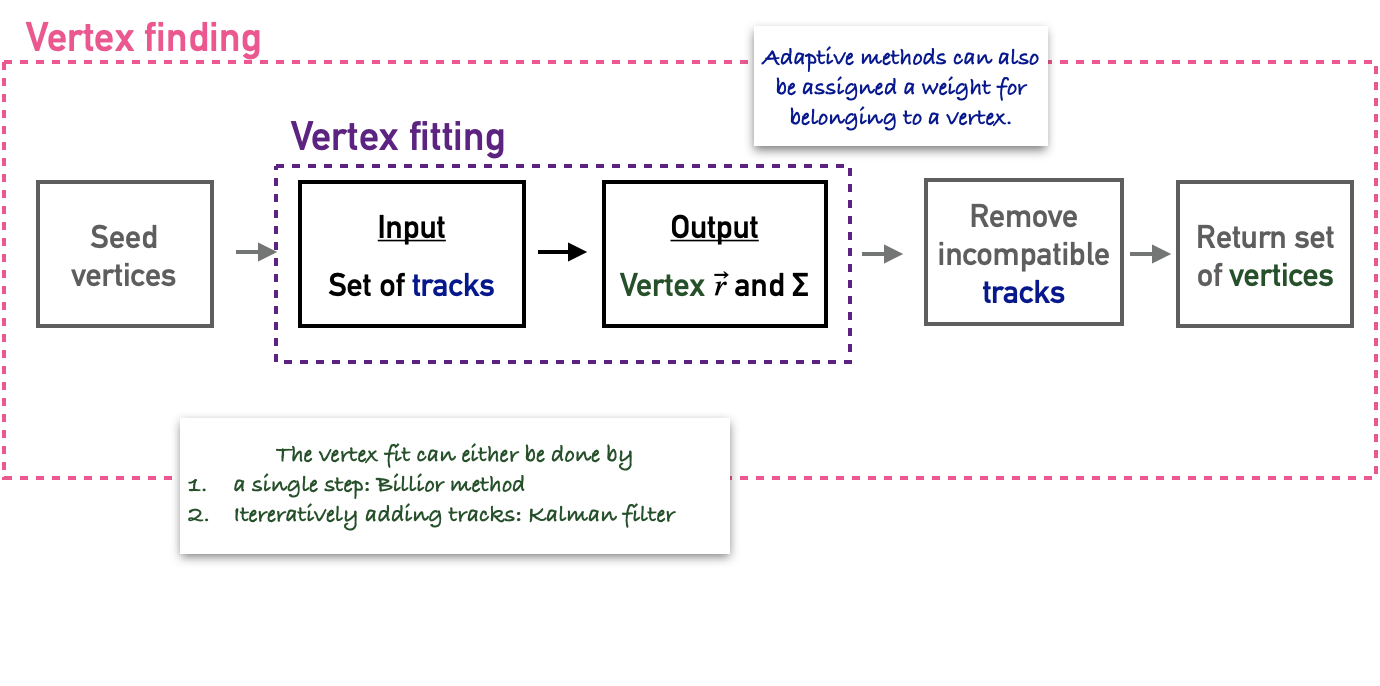 Vertex finding
Adaptive methods can also
be assigned a weight for
belonging to a vertex.
Vertex fitting
Seed
vertices
Input
Set of tracks
Output
Vertex r⃗ and Σ
Remove
incompatible
tracks
Return set
of vertices
The vertex fit can either be done by
1. a single step: Billior method
2. Itereratively adding tracks: Kalman filter